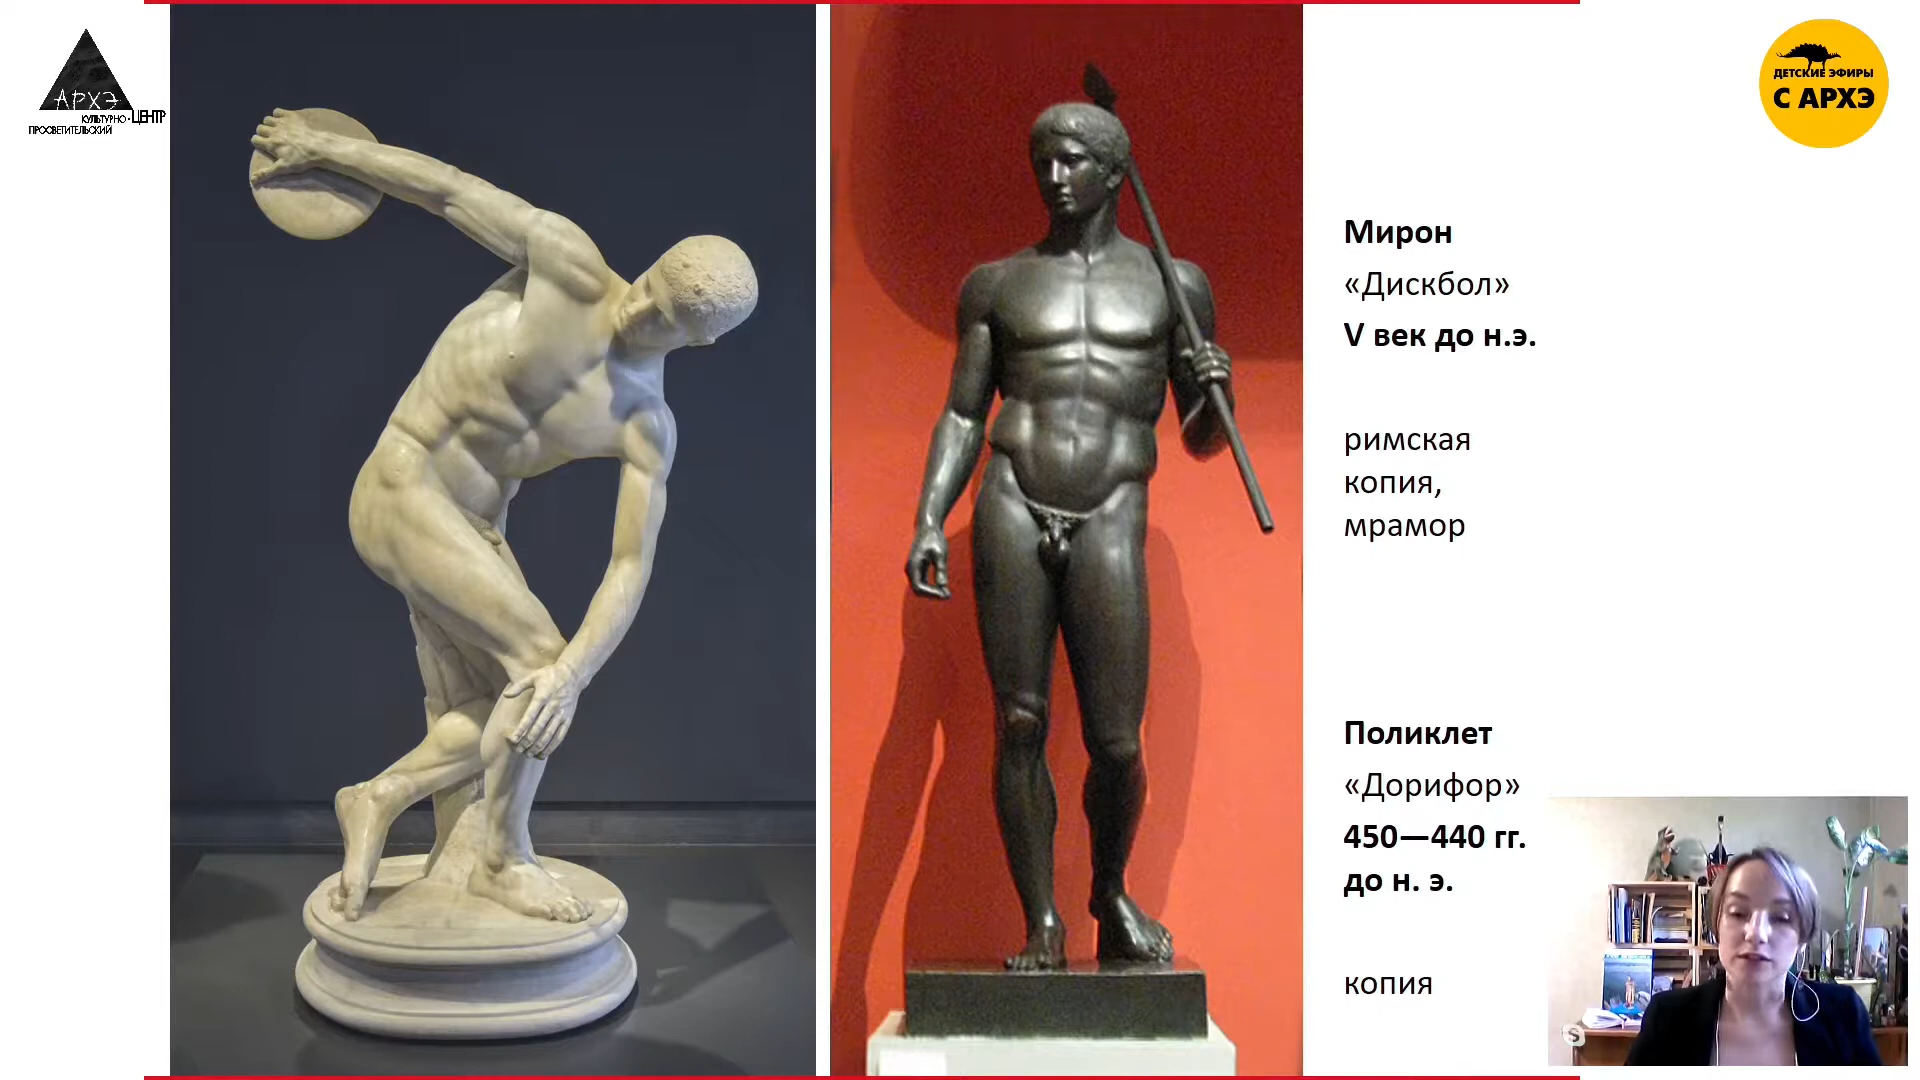 АРХЭ
КУЛЬТУРНО-ЦЕНТР
ПРОСВЕТИТЕЛЬСКИЙ
ДЕТСКИЕ ЭФИРЫ
С АРХЭ
Мирон
«Дискбол»
V век до н.э.
римская
копия,
мрамор
Поликлет
«Дорифор»
450—440 гг.
до н. э.
копия
S